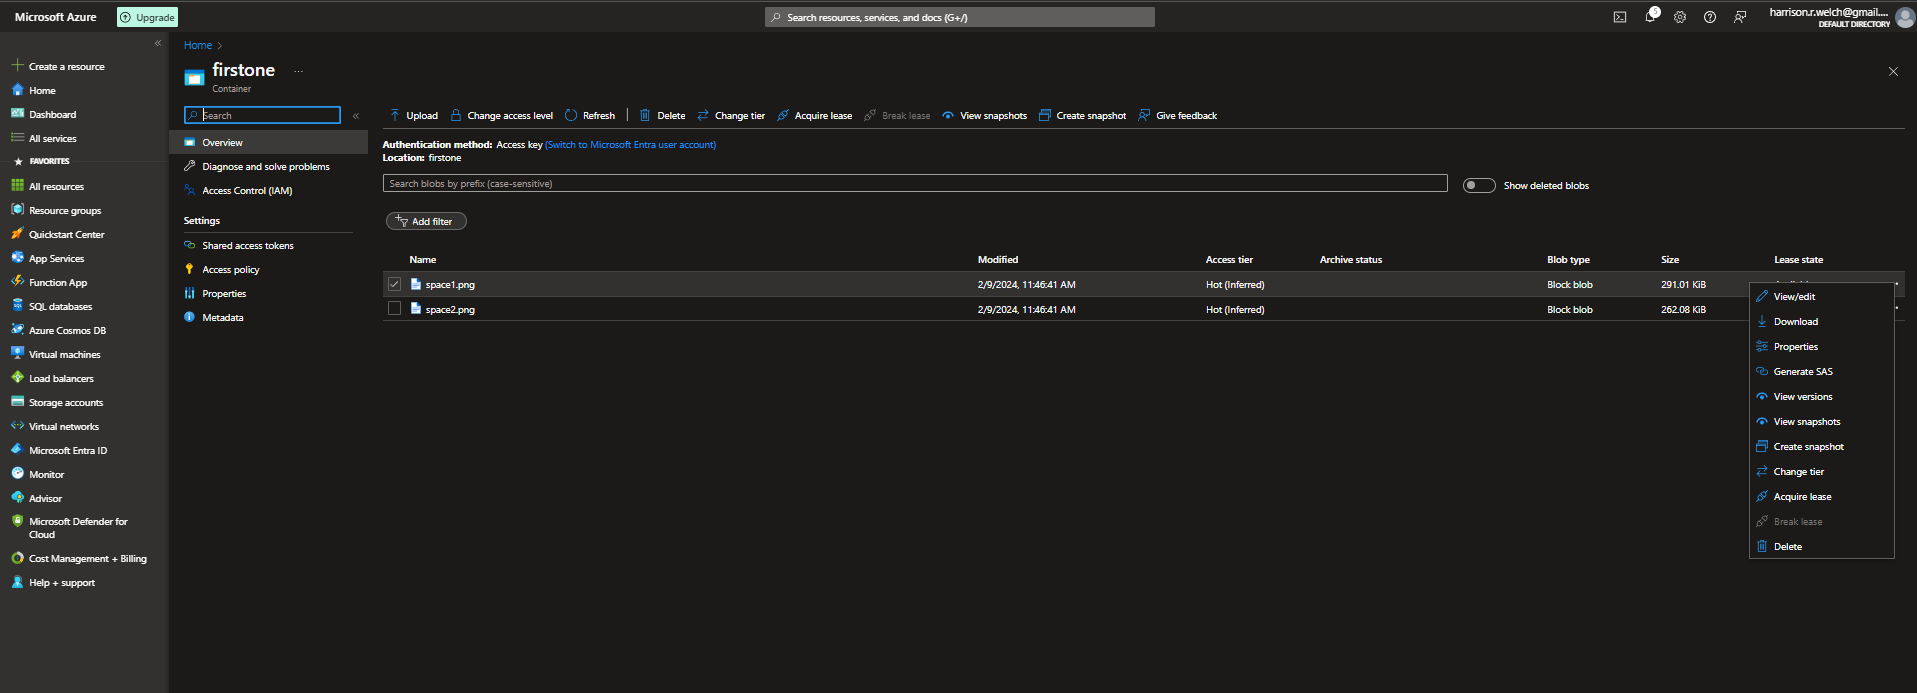 Microsoft Azure
Upgrade
Search resources, services, and docs (G+/)
5
harrison.r.welch@gmail....
DEFAULT DIRECTORY
Create a resource
Home
Dashboard
All services
FAVORITES
All resources
Resource groups
Quickstart Center
App Services
Function App
SQL databases
Azure Cosmos DB
Virtual machines
Load balancers
Storage accounts
Virtual networks
Microsoft Entra ID
Monitor
Advisor
Microsoft Defender for
Cloud
Cost Management + Billing
Help + support
Home >
firstone ...
Container
Search
Overview
Diagnose and solve problems
Access Control (IAM)
Settings
Shared access tokens
Access policy
Properties
Metadata
Upload Change access level Refresh Delete Change tier Acquire lease Break lease View snapshots Create snapshot Give feedback
Authentication method: Access key (Switch to Microsoft Entra user account)
Location: firstone
Search blobs by prefix (case-sensitive)
Show deleted blobs
Add filter
Name Modified Access tier Archive status Blob type Size Lease state
space1.png 2/9/2024, 11:46:41 AM Hot (Inferred) Block blob 291.01 KiB
space2.png 2/9/2024, 11:46:41 AM Hot (Inferred) Block blob 262.08 KiB
View/edit
Download
Properties
Generate SAS
View versions
View snapshots
Create snapshot
Change tier
Acquire lease
Break lease
Delete